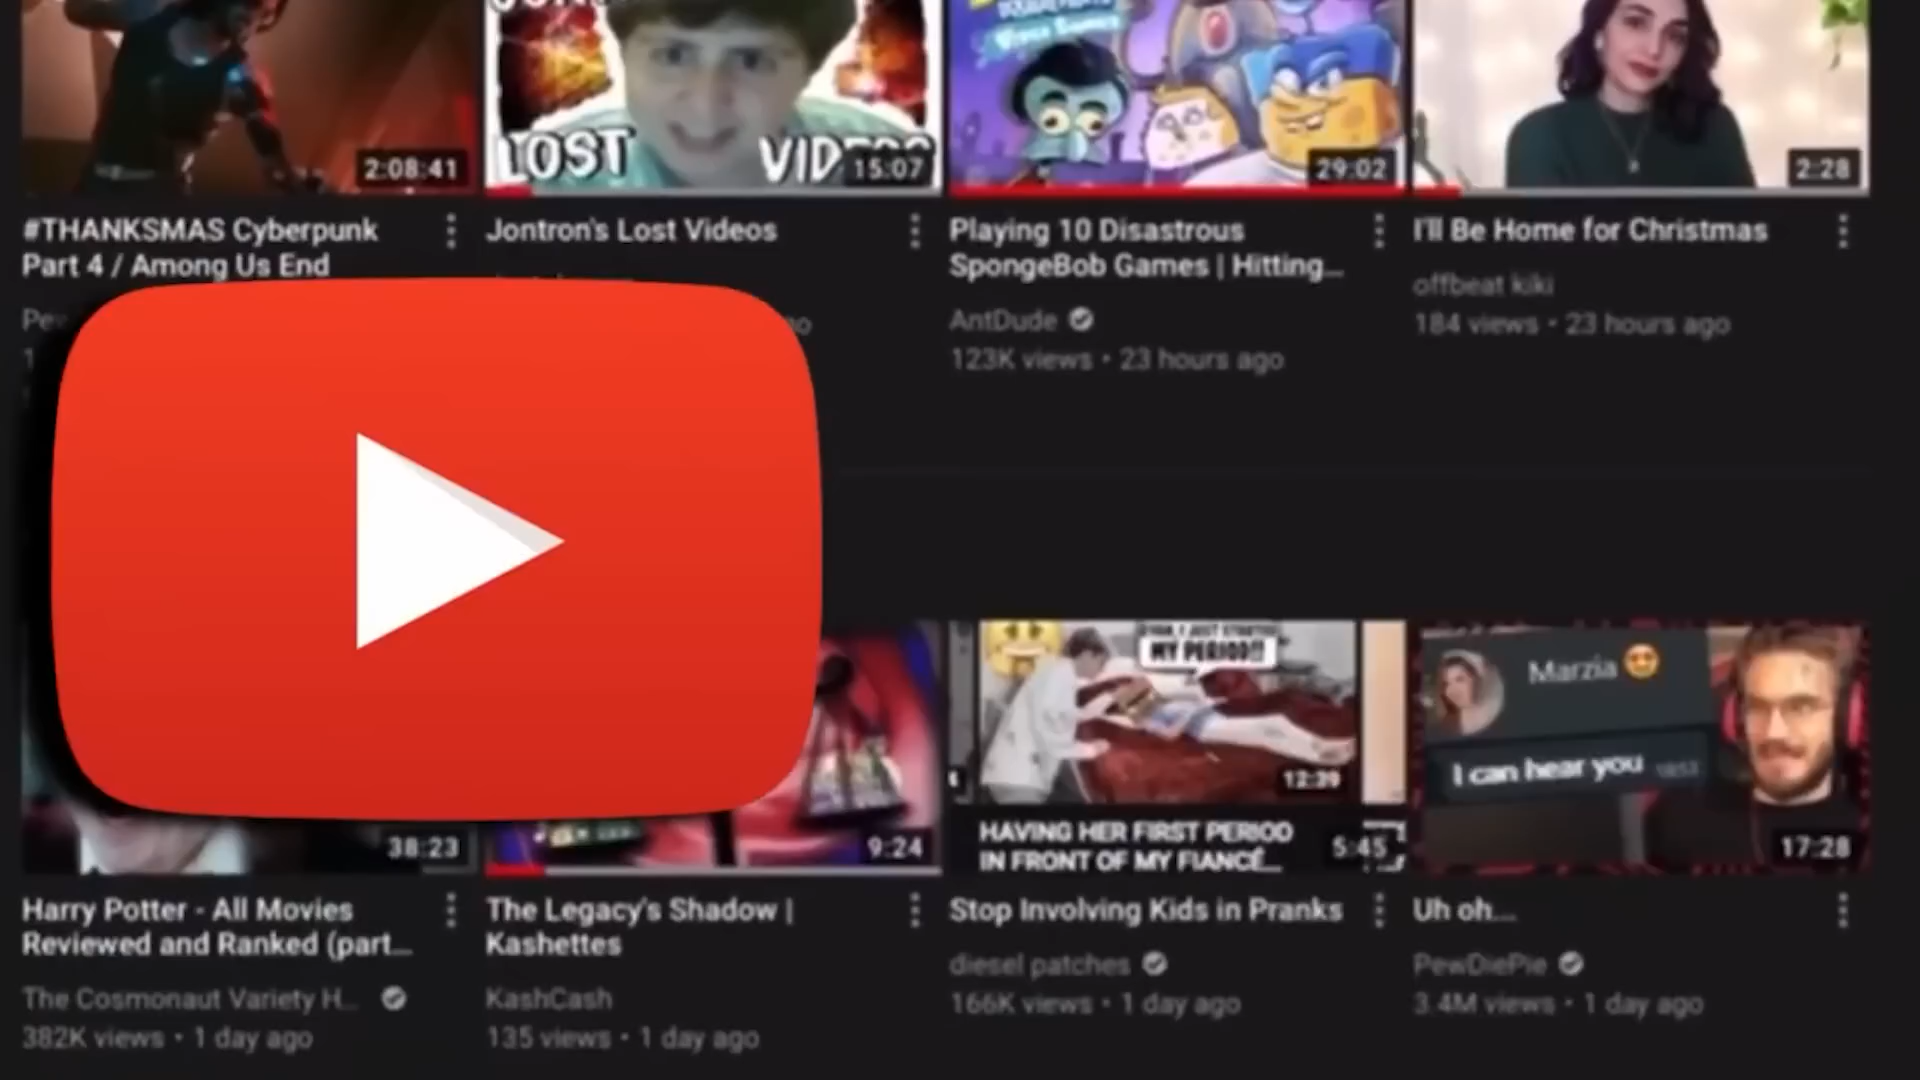 LOST VIDEOS
Video Games
2:08:41
15:07
29:02
2:28
#THANKSMAS Cyberpunk
Part 4 / Among Us End
Jontron's Lost Videos
Playing 10 Disastrous
SpongeBob Games | Hitting...
I'll Be Home for Christmas
AntDude
123K views • 23 hours ago
offbeat kiki
184 views • 23 hours ago
MY PERIOD!!
12:39
HAVING HER FIRST PERIOD
IN FRONT OF MY FIANCÉ...
Marzia
I can hear you
38:23
9:24
5:45
17:28
Harry Potter - All Movies
Reviewed and Ranked (part...
The Cosmonaut Variety H...
382K views • 1 day ago
The Legacy's Shadow |
Kashettes
KashCash
135 views • 1 day ago
Stop Involving Kids in Pranks
diesel patches
166K views • 1 day ago
Uh oh...
PewDiePie
3.4M views • 1 day ago